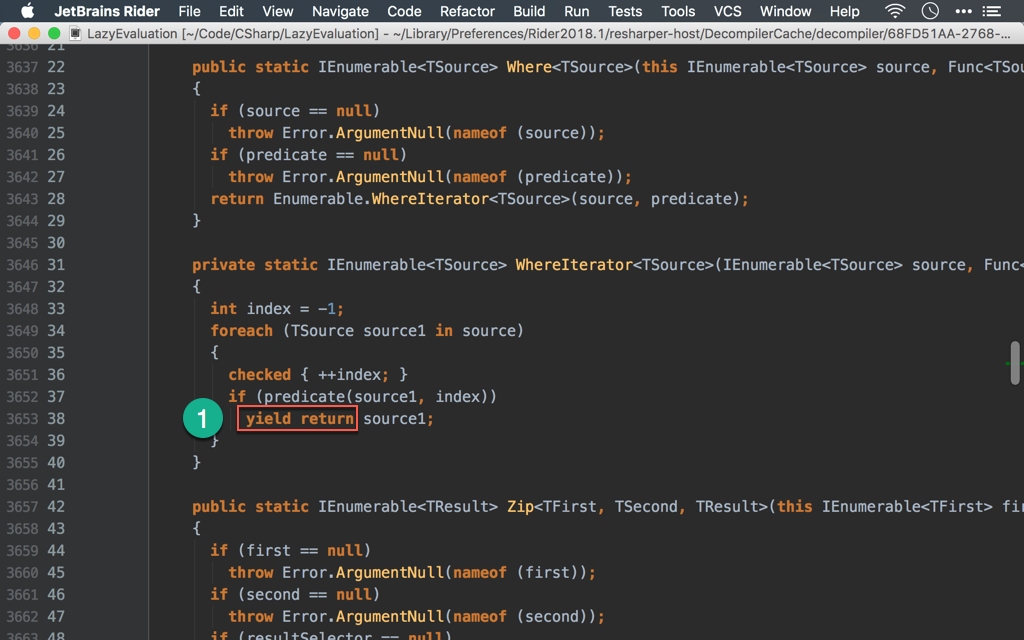 JetBrains Rider File Edit View Navigate Code Refactor Build Run Tests Tools VCS Window Help
LazyEvaluation [~/Code/CSharp/LazyEvaluation] - ~/Library/Preferences/Rider2018.1/resharper-host/DecompilerCache/decompiler/68FD51AA-2768-...
3636 21
3637 22 public static IEnumerable<TSource> Where<TSource>(this IEnumerable<TSource> source, Func<TSou
3638 23 {
3639 24 if (source == null)
3640 25 throw Error.ArgumentNull(nameof (source));
3641 26 if (predicate == null)
3642 27 throw Error.ArgumentNull(nameof (predicate));
3643 28 return Enumerable.WhereIterator<TSource>(source, predicate);
3644 29 }
3645 30
3646 31 private static IEnumerable<TSource> WhereIterator<TSource>(IEnumerable<TSource> source, Func<
3647 32 {
3648 33 int index = -1;
3649 34 foreach (TSource source1 in source)
3650 35 {
3651 36 checked { ++index; }
3652 37 if (predicate(source1, index))
3653 38 1 yield return source1;
3654 39 }
3655 40 }
3656 41
3657 42 public static IEnumerable<TResult> Zip<TFirst, TSecond, TResult>(this IEnumerable<TFirst> fir
3658 43 {
3659 44 if (first == null)
3660 45 throw Error.ArgumentNull(nameof (first));
3661 46 if (second == null)
3662 47 throw Error.ArgumentNull(nameof (second));
3663 48 if (resultSelector == null)